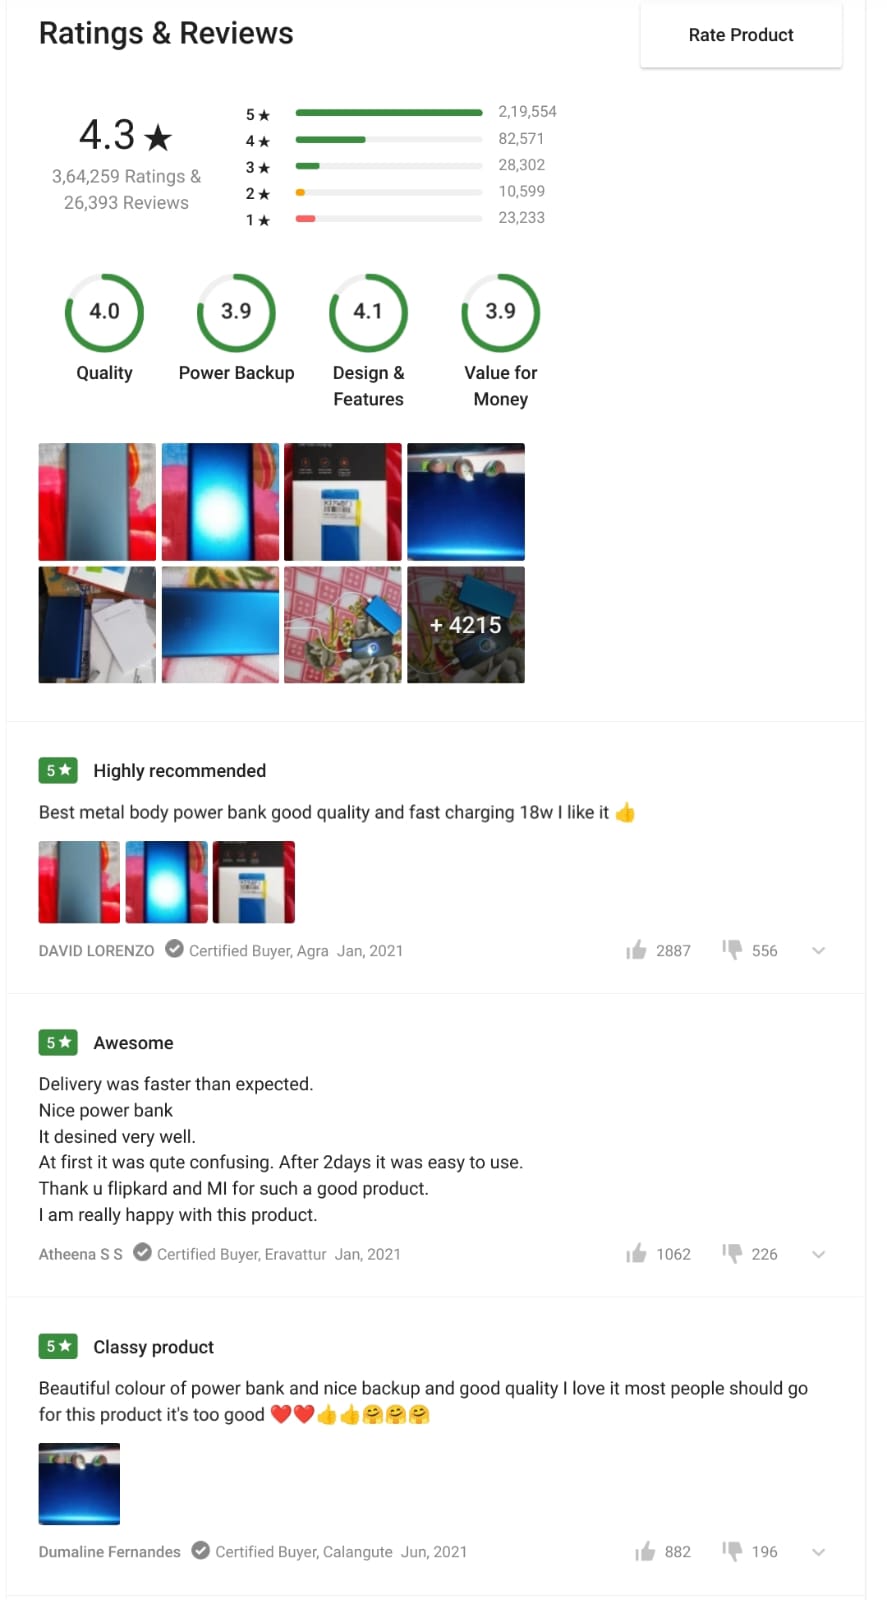 Ratings & Reviews
Rate Product
4.3 ★
3,64,259 Ratings &
26,393 Reviews
5 ★ 2,19,554
4 ★ 82,571
3 ★ 28,302
2 ★ 10,599
1 ★ 23,233
4.0 3.9 4.1 3.9
Quality Power Backup Design & Value for
Features Money
+ 4215
5 ★ Highly recommended
Best metal body power bank good quality and fast charging 18w I like it 👍
DAVID LORENZO Certified Buyer, Agra Jan, 2021 2887 556
5 ★ Awesome
Delivery was faster than expected.
Nice power bank
It desined very well.
At first it was qute confusing. After 2days it was easy to use.
Thank u flipkard and MI for such a good product.
I am really happy with this product.
Atheena S S Certified Buyer, Eravattur Jan, 2021 1062 226
5 ★ Classy product
Beautiful colour of power bank and nice backup and good quality I love it most people should go
for this product it's too good ❤️❤️👍👍🤗🤗🤗
Dumaline Fernandes Certified Buyer, Calangute Jun, 2021 882 196